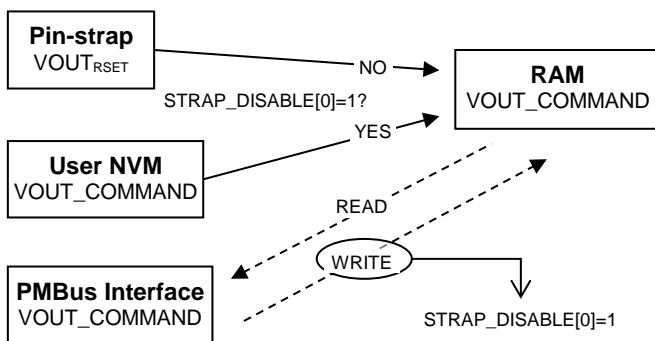 Pin-strap
VOUTRSET
NO
RAM
VOUT_COMMAND
STRAP_DISABLE[0]=1?
YES
User NVM
VOUT_COMMAND
READ
WRITE
PMBus Interface
VOUT_COMMAND
STRAP_DISABLE[0]=1